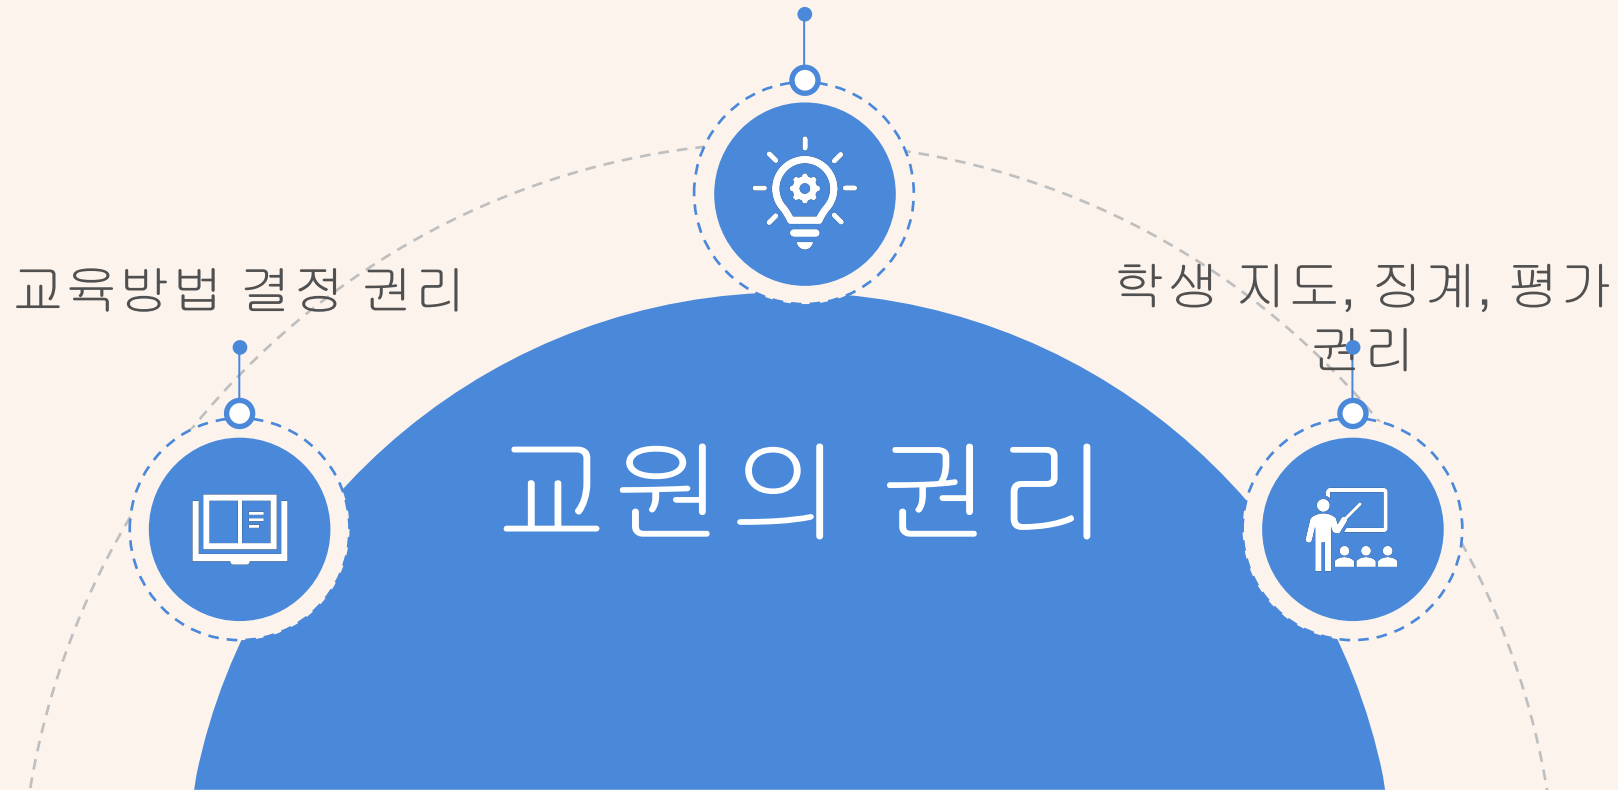 교육방법 결정 권리
학생 지도, 징계, 평가
권리
교원의 권리